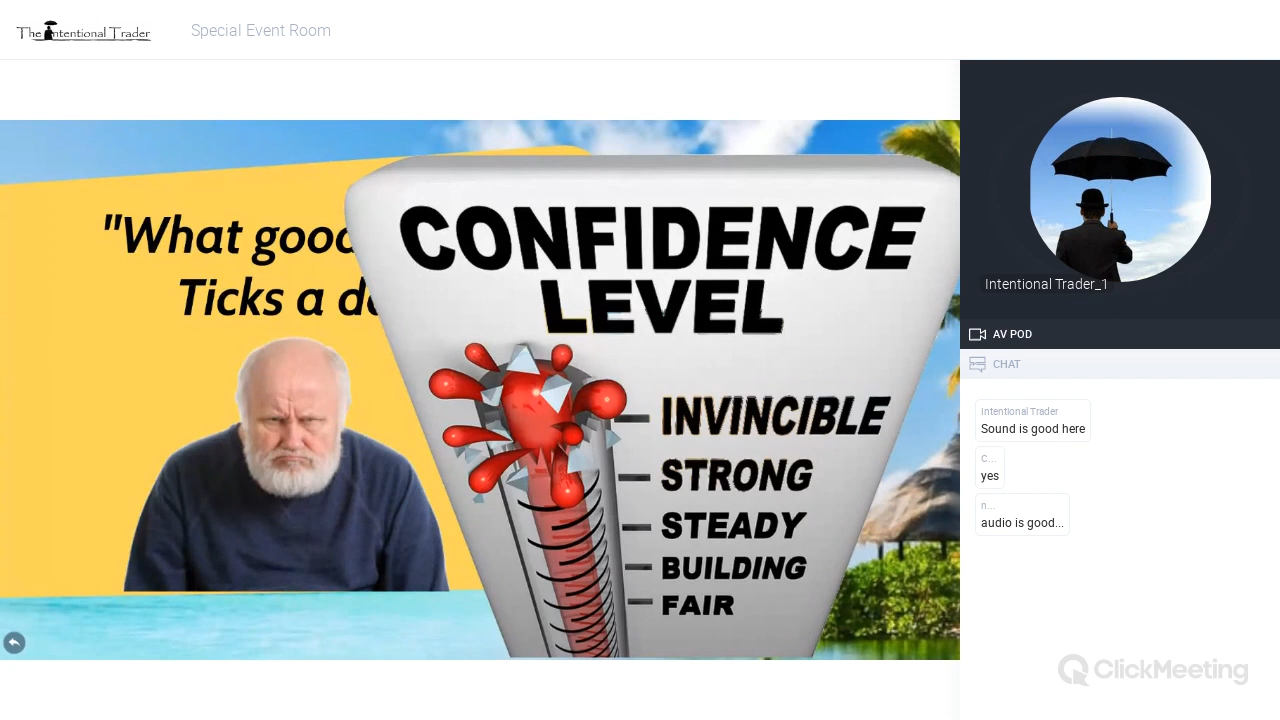 The Intentional Trader
Special Event Room
"What good
Ticks a d
CONFIDENCE
LEVEL
INVINCIBLE
STRONG
STEADY
BUILDING
FAIR
Intentional Trader_1
AV POD
CHAT
Intentional Trader
Sound is good here
C...
yes
n...
audio is good...
ClickMeeting